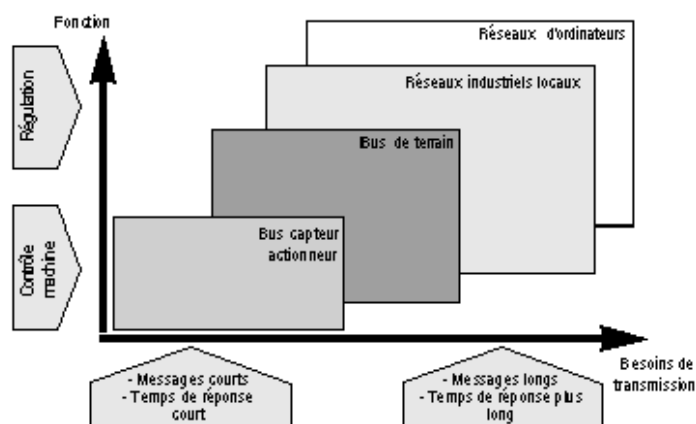 Fonction
Réseaux d'ordinateurs
Régulation
Réseaux industriels locaux
Bus de terrain
Contrôle
machine
Bus capteur
actionneur
Besoins de
transmission
- Messages courts
- Temps de réponse
court
- Messages longs
- Temps de réponse plus
long